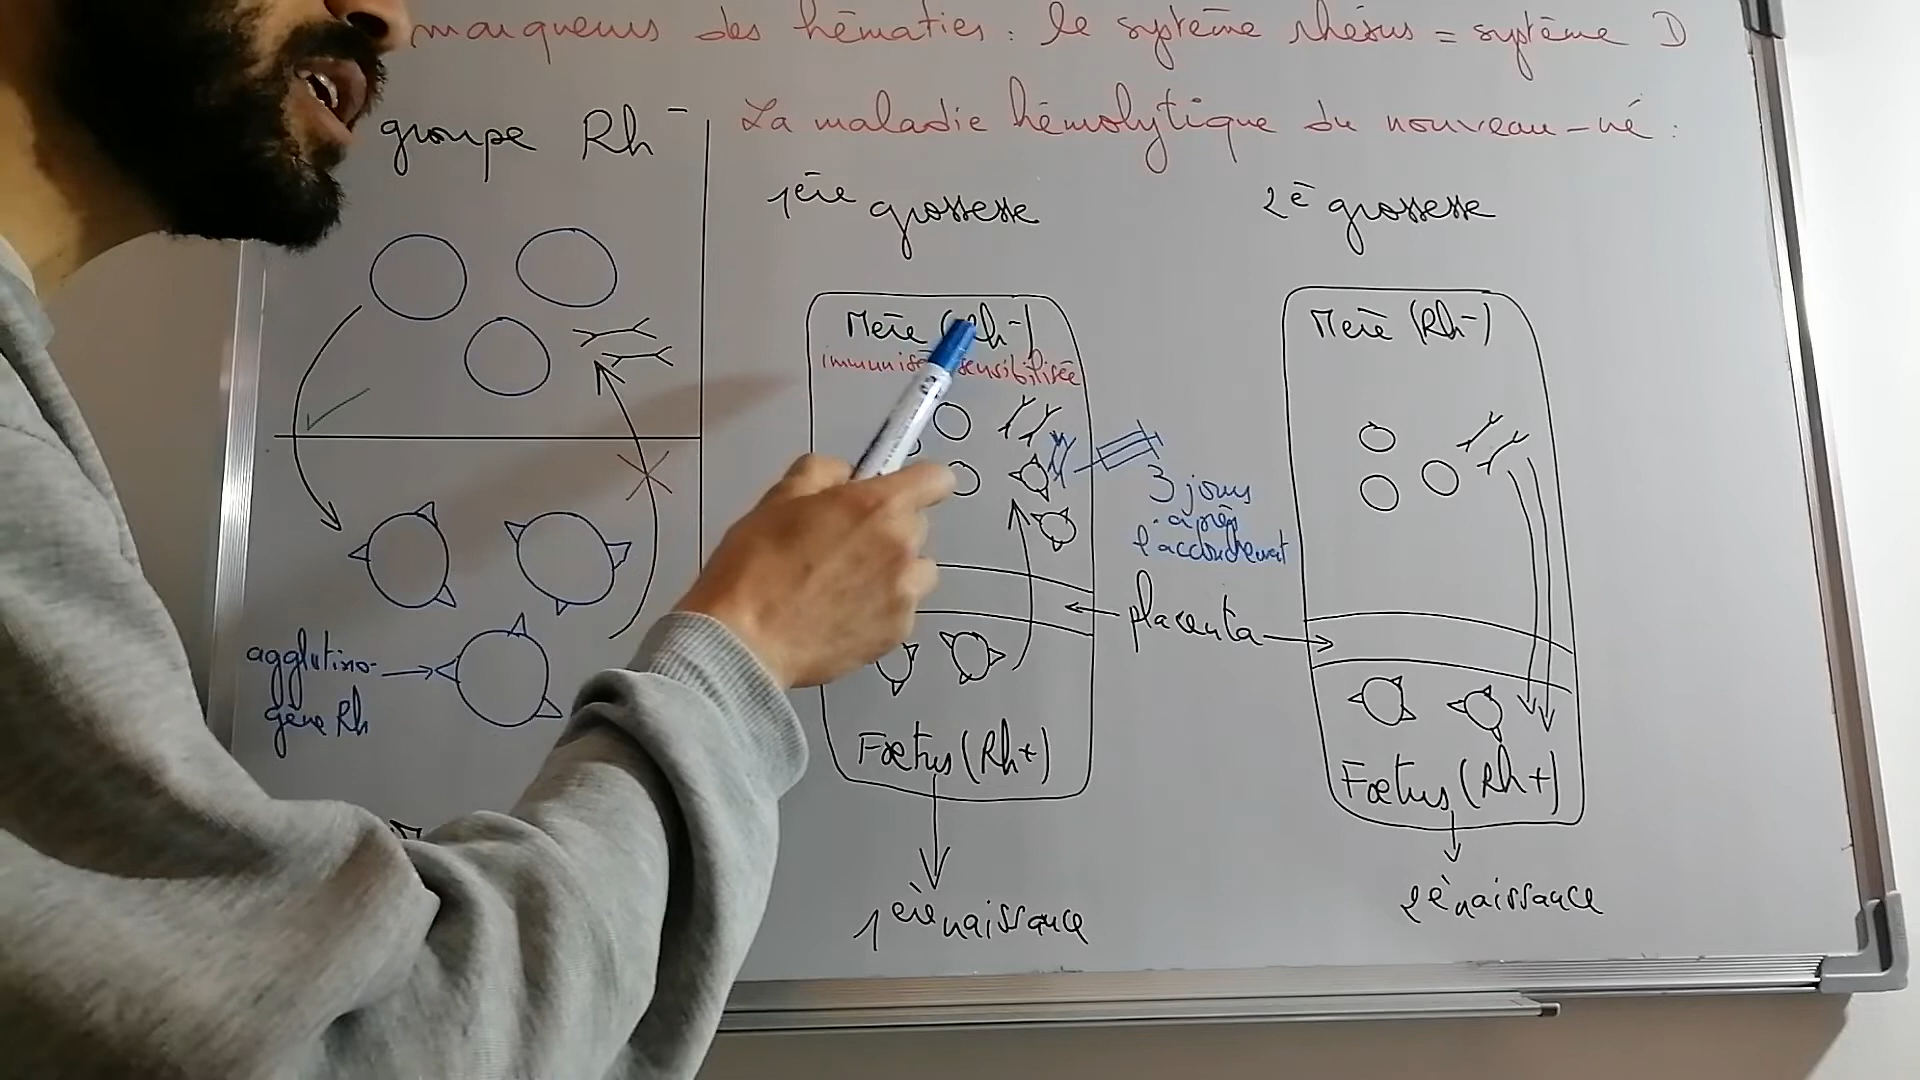 marqueurs des hématies : le système rhésus = système D
groupe Rh⁻
La maladie hémolytique du nouveau-né :
1ère grossesse
2è grossesse
Mère (Rh-)
immunisée sensibilisée
Mère (Rh-)
3 jours
après
l'accouchement
placenta
agglutino-
gène Rh
Fœtus (Rh+)
Fœtus (Rh+)
1ère naissance
2è naissance